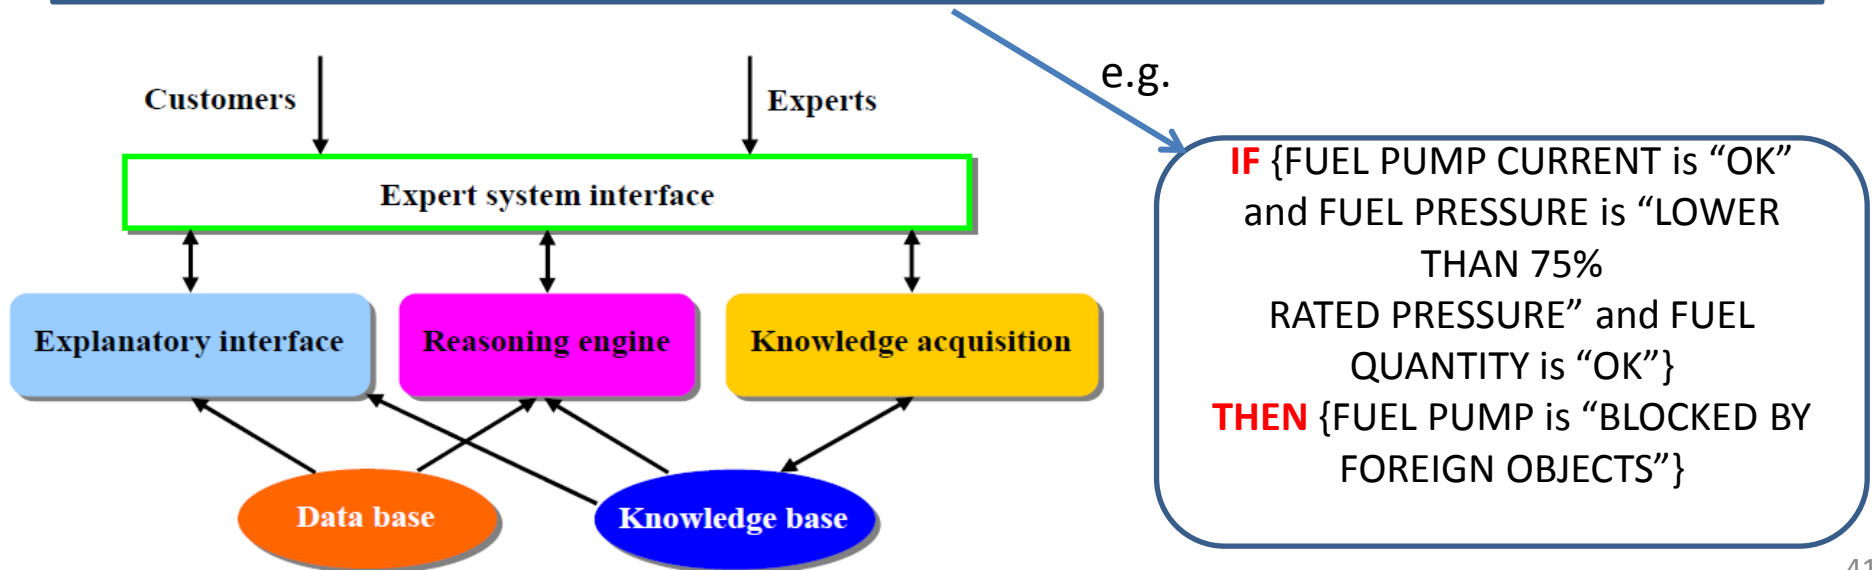 e.g.
Customers
Experts
Expert system interface
Explanatory interface
Reasoning engine
Knowledge acquisition
Data base
Knowledge base
IF {FUEL PUMP CURRENT is “OK”
and FUEL PRESSURE is “LOWER
THAN 75%
RATED PRESSURE” and FUEL
QUANTITY is “OK”}
THEN {FUEL PUMP is “BLOCKED BY
FOREIGN OBJECTS”}
41